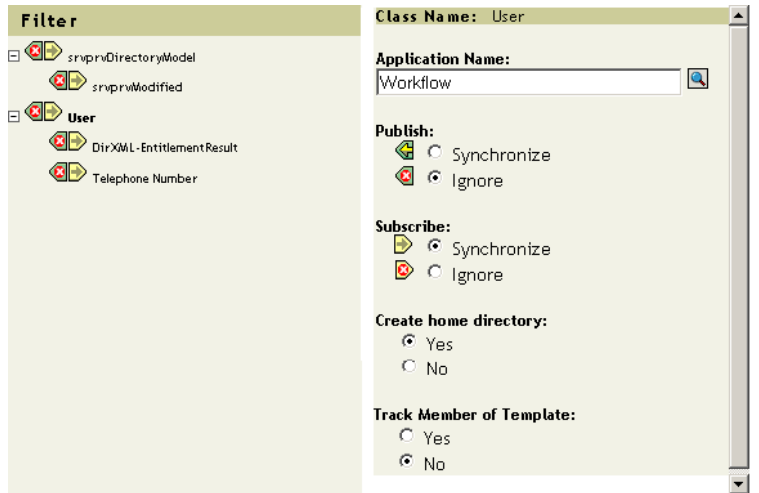 Filter
srvprvDirectoryModel
srvprvModified
User
DirXML-EntitlementResult
Telephone Number
Class Name: User
Application Name:
Workflow
Publish:
Synchronize
Ignore
Subscribe:
Synchronize
Ignore
Create home directory:
Yes
No
Track Member of Template:
Yes
No